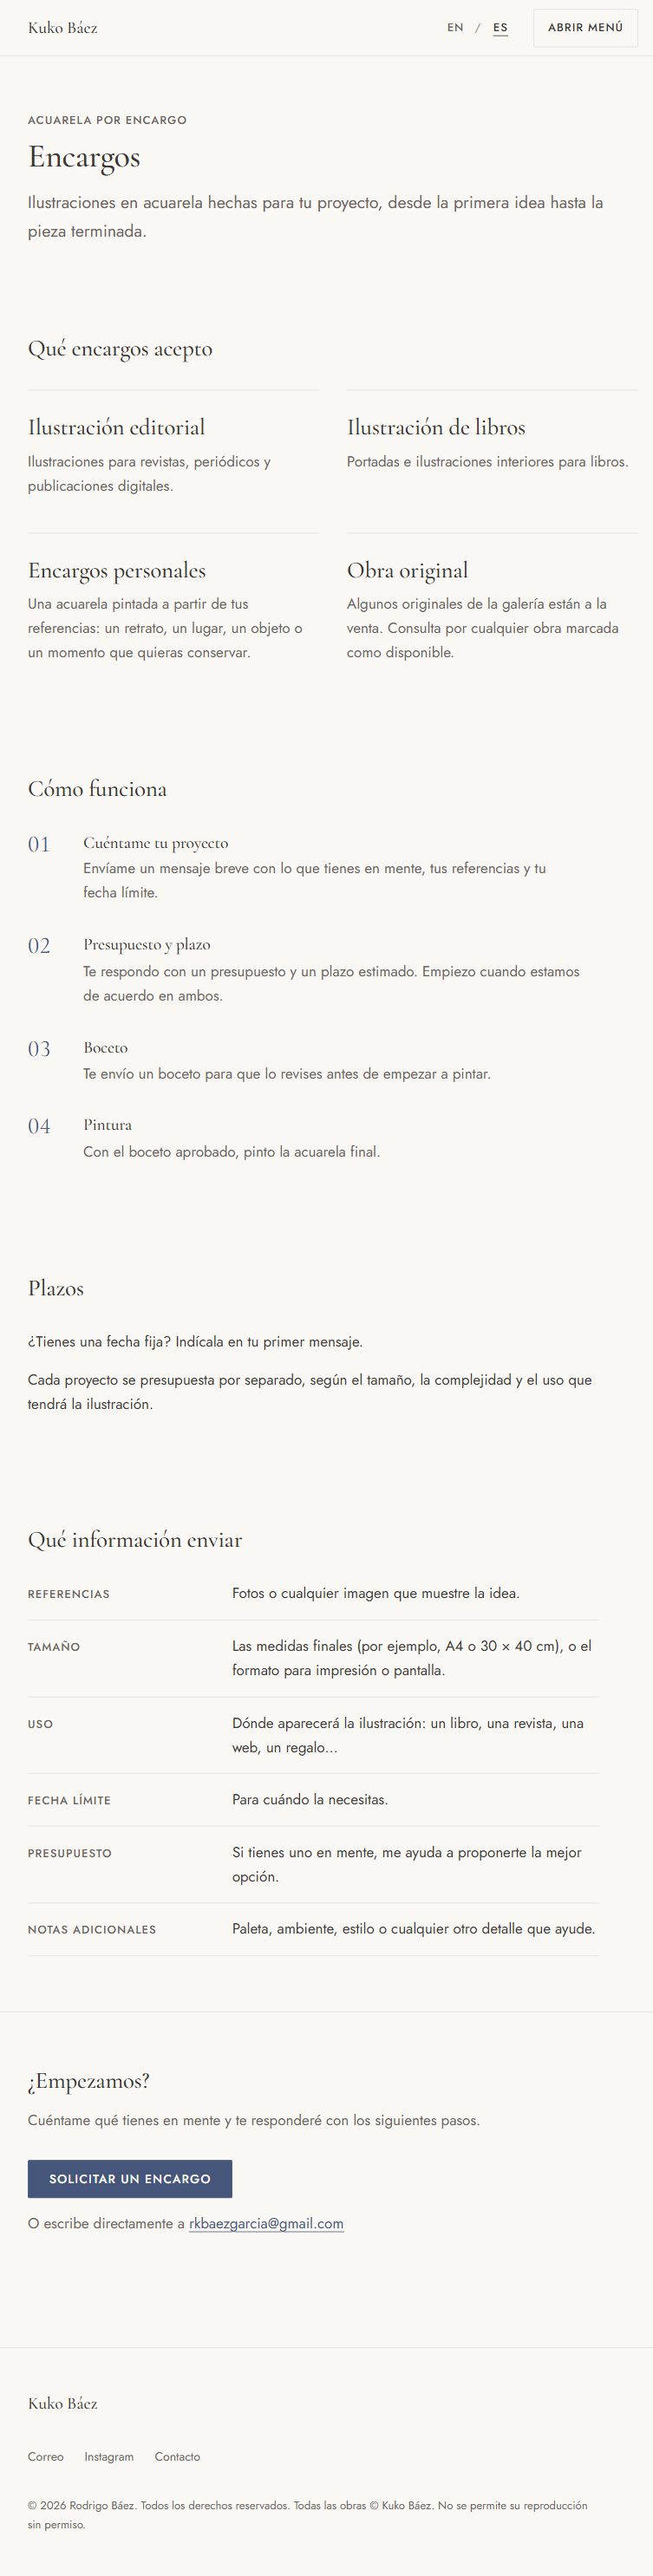 Kuko Báez
EN / ES
ABRIR MENÚ
ACUARELA POR ENCARGO
Encargos
Ilustraciones en acuarela hechas para tu proyecto, desde la primera idea hasta la
pieza terminada.
Qué encargos acepto
Ilustración editorial
Ilustraciones para revistas, periódicos y
publicaciones digitales.
Ilustración de libros
Portadas e ilustraciones interiores para libros.
Encargos personales
Una acuarela pintada a partir de tus
referencias: un retrato, un lugar, un objeto o
un momento que quieras conservar.
Obra original
Algunos originales de la galería están a la
venta. Consulta por cualquier obra marcada
como disponible.
Cómo funciona
01
Cuéntame tu proyecto
Envíame un mensaje breve con lo que tienes en mente, tus referencias y tu
fecha límite.
02
Presupuesto y plazo
Te respondo con un presupuesto y un plazo estimado. Empiezo cuando estamos
de acuerdo en ambos.
03
Boceto
Te envío un boceto para que lo revises antes de empezar a pintar.
04
Pintura
Con el boceto aprobado, pinto la acuarela final.
Plazos
¿Tienes una fecha fija? Indícala en tu primer mensaje.
Cada proyecto se presupuesta por separado, según el tamaño, la complejidad y el uso que
tendrá la ilustración.
Qué información enviar
REFERENCIAS
Fotos o cualquier imagen que muestre la idea.
TAMAÑO
Las medidas finales (por ejemplo, A4 o 30 × 40 cm), o el
formato para impresión o pantalla.
USO
Dónde aparecerá la ilustración: un libro, una revista, una
web, un regalo…
FECHA LÍMITE
Para cuándo la necesitas.
PRESUPUESTO
Si tienes uno en mente, me ayuda a proponerte la mejor
opción.
NOTAS ADICIONALES
Paleta, ambiente, estilo o cualquier otro detalle que ayude.
¿Empezamos?
Cuéntame qué tienes en mente y te responderé con los siguientes pasos.
SOLICITAR UN ENCARGO
O escribe directamente a rkbaezgarcia@gmail.com
Kuko Báez
Correo Instagram Contacto
© 2026 Rodrigo Báez. Todos los derechos reservados. Todas las obras © Kuko Báez. No se permite su reproducción
sin permiso.